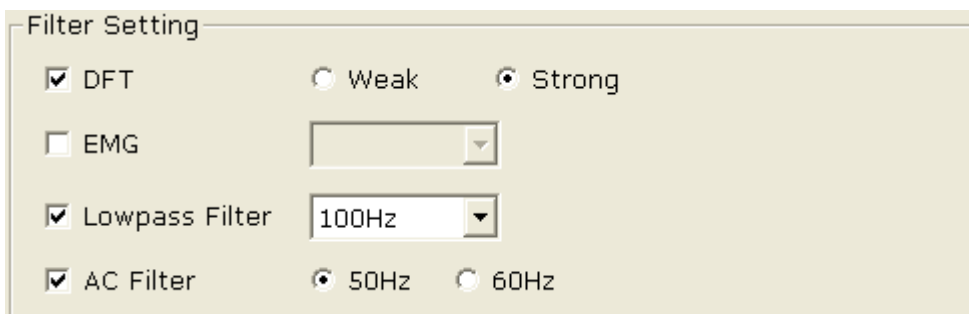 Filter Setting
DFT Weak Strong
EMG
Lowpass Filter 100Hz
AC Filter 50Hz 60Hz